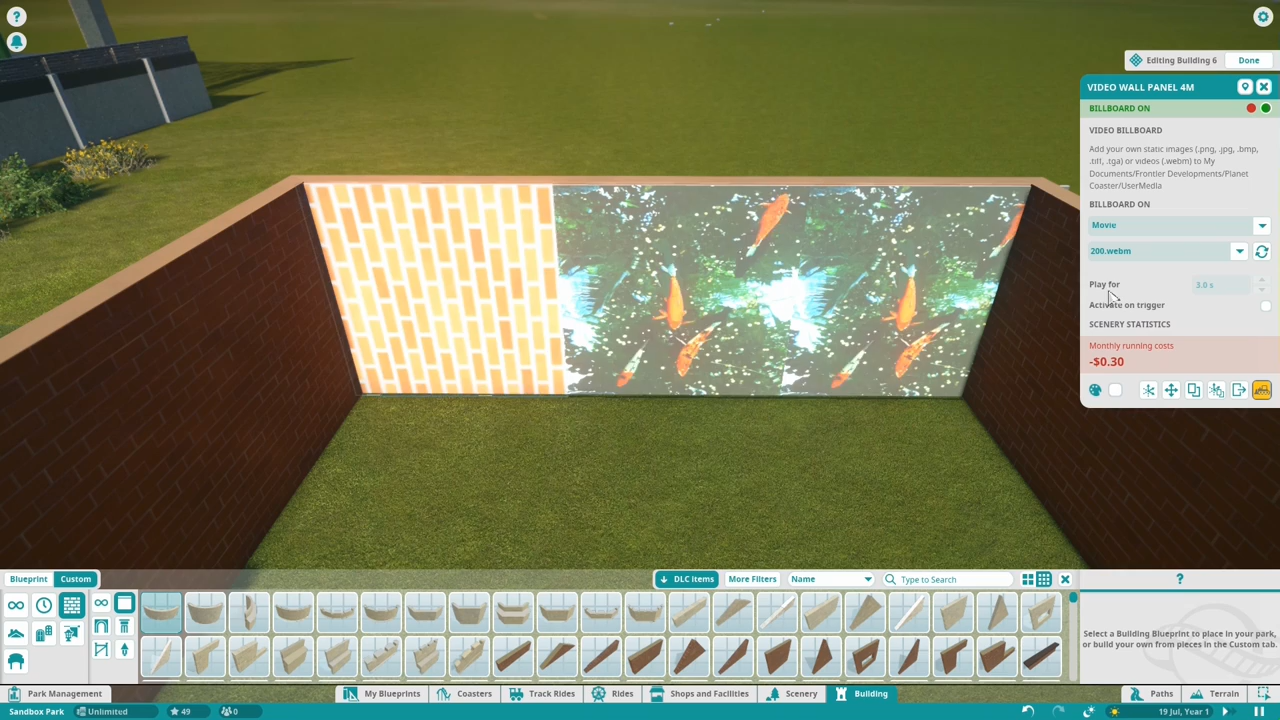 ?
Editing Building 6
Done
VIDEO WALL PANEL 4M
BILLBOARD ON
VIDEO BILLBOARD
Add your own static images (.png, .jpg, .bmp,
.tif!, .tga) or videos (.webm) to My
Documents/Frontier Developments/Planet
Coaster/UserMedia
BILLBOARD ON
Movie
200.webm
Play for
3.0 s
Activate on trigger
SCENERY STATISTICS
Monthly running costs
-$0.30
Blueprint
Custom
DLC Items
More Filters
Name
Type to Search
?
Select a Building Blueprint to place in your park,
or build your own from pieces in the Custom tab.
Park Management
My Blueprints
Coasters
Track Rides
Rides
Shops and Facilities
Scenery
Building
Paths
Terrain
Sandbox Park
Unlimited
49
0
19 Jul, Year 1